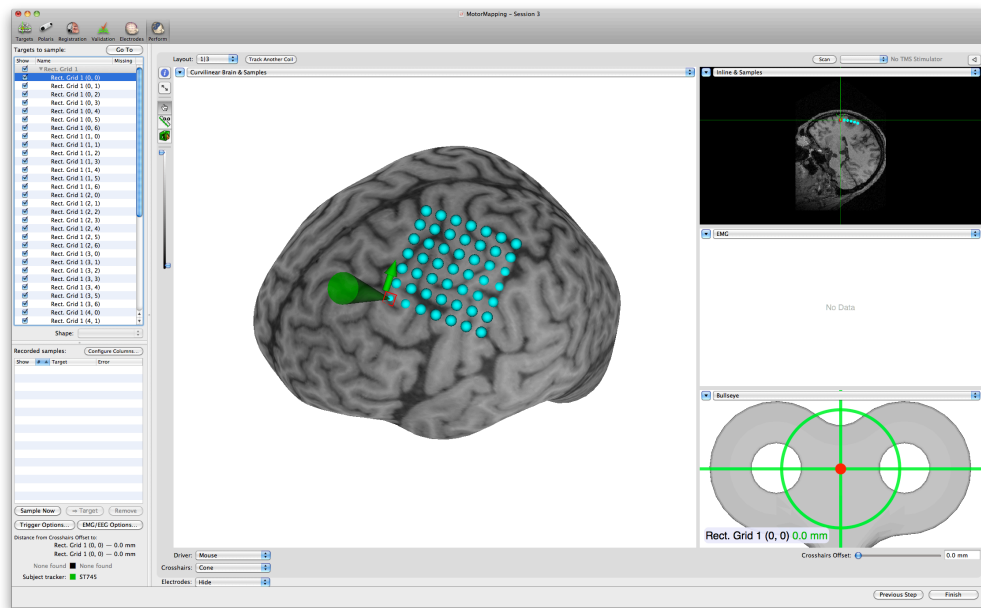 MotorMapping – Session 3
Targets Polaris Registration Validation Electrodes Perform
Targets to sample: Go To
Show Name Missing
Rect. Grid 1
Rect. Grid 1 (0, 0)
Rect. Grid 1 (0, 1)
Rect. Grid 1 (0, 2)
Rect. Grid 1 (0, 3)
Rect. Grid 1 (0, 4)
Rect. Grid 1 (0, 5)
Rect. Grid 1 (0, 6)
Rect. Grid 1 (1, 0)
Rect. Grid 1 (1, 1)
Rect. Grid 1 (1, 2)
Rect. Grid 1 (1, 3)
Rect. Grid 1 (1, 4)
Rect. Grid 1 (1, 5)
Rect. Grid 1 (1, 6)
Rect. Grid 1 (2, 0)
Rect. Grid 1 (2, 1)
Rect. Grid 1 (2, 2)
Rect. Grid 1 (2, 3)
Rect. Grid 1 (2, 4)
Rect. Grid 1 (2, 5)
Rect. Grid 1 (2, 6)
Rect. Grid 1 (3, 0)
Rect. Grid 1 (3, 1)
Rect. Grid 1 (3, 2)
Rect. Grid 1 (3, 3)
Rect. Grid 1 (3, 4)
Rect. Grid 1 (3, 5)
Rect. Grid 1 (3, 6)
Rect. Grid 1 (4, 0)
Rect. Grid 1 (4, 1)
Shape:
Recorded samples: Configure Columns...
Show # Target Error
Sample Now → Target Remove
Trigger Options... EMG/EEG Options...
Distance from Crosshairs Offset to:
Rect. Grid 1 (0, 0) — 0.0 mm
Rect. Grid 1 (0, 0) — 0.0 mm
None found None found
Subject tracker: ST745
Layout: 1|3 Track Another Coil
Scan No TMS Stimulator
Curvilinear Brain & Samples
Inline & Samples
EMG
No Data
Bullseye
Rect. Grid 1 (0, 0) 0.0 mm
Driver: Mouse
Crosshairs: Cone
Electrodes: Hide
Crosshairs Offset: 0.0 mm
Previous Step Finish